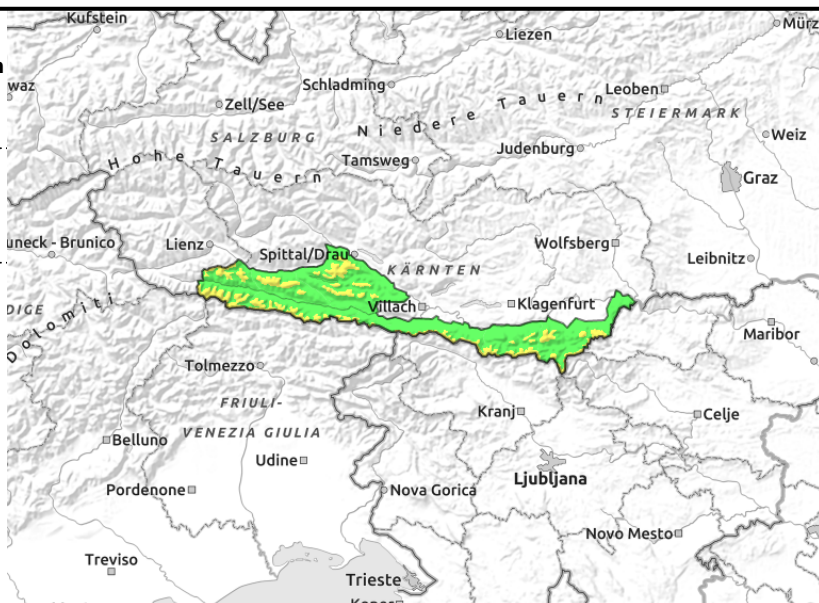 Kufstein
Liezen
Mürz
n
waz
Schladming
Leoben
Zell/See
Niedere Tauern
STEIERMARK
SALZBURG
Weiz
Judenburg
Hohe Tauern
Tamsweg
Graz
uneck - Brunico
Lienz
Wolfsberg
Spittal/Drau
Leibnitz
KÄRNTEN
DIGE
Villach
Klagenfurt
Dolomiti
Maribor
Tolmezzo
FRIULI-
VENEZIA GIULIA
Kranj
Celje
Belluno
Udine
Ljubljana
Pordenone
Nova Gorica
Novo Mesto
Treviso
Trieste
Koper